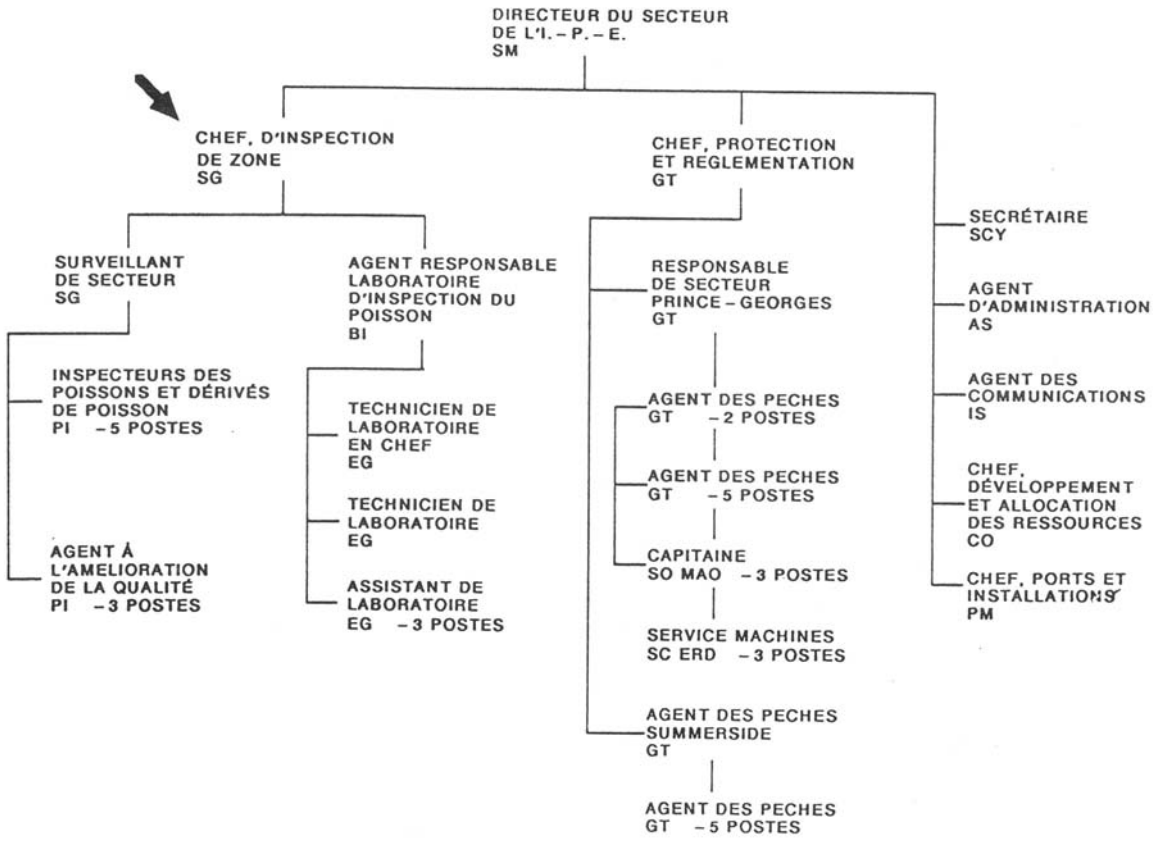 DIRECTEUR DU SECTEUR
DE L'I. – P. – E.
SM
CHEF, D'INSPECTION
DE ZONE
SG
SURVEILLANT
DE SECTEUR
SG
INSPECTEURS DES
POISSONS ET DÉRIVÉS
DE POISSON
PI – 5 POSTES
AGENT À
L'AMELIORATION
DE LA QUALITÉ
PI – 3 POSTES
AGENT RESPONSABLE
LABORATOIRE
D'INSPECTION DU
POISSON
BI
TECHNICIEN DE
LABORATOIRE
EN CHEF
EG
TECHNICIEN DE
LABORATOIRE
EG
ASSISTANT DE
LABORATOIRE
EG – 3 POSTES
CHEF, PROTECTION
ET REGLEMENTATION
GT
RESPONSABLE
DE SECTEUR
PRINCE – GEORGES
GT
AGENT DES PECHES
GT – 2 POSTES
AGENT DES PECHES
GT – 5 POSTES
CAPITAINE
SO MAO – 3 POSTES
SERVICE MACHINES
SC ERD – 3 POSTES
AGENT DES PECHES
SUMMERSIDE
GT
AGENT DES PECHES
GT – 5 POSTES
SECRÉTAIRE
SCY
AGENT
D'ADMINISTRATION
AS
AGENT DES
COMMUNICATIONS
IS
CHEF,
DÉVELOPPEMENT
ET ALLOCATION
DES RESSOURCES
CO
CHEF, PORTS ET
INSTALLATIONS
PM